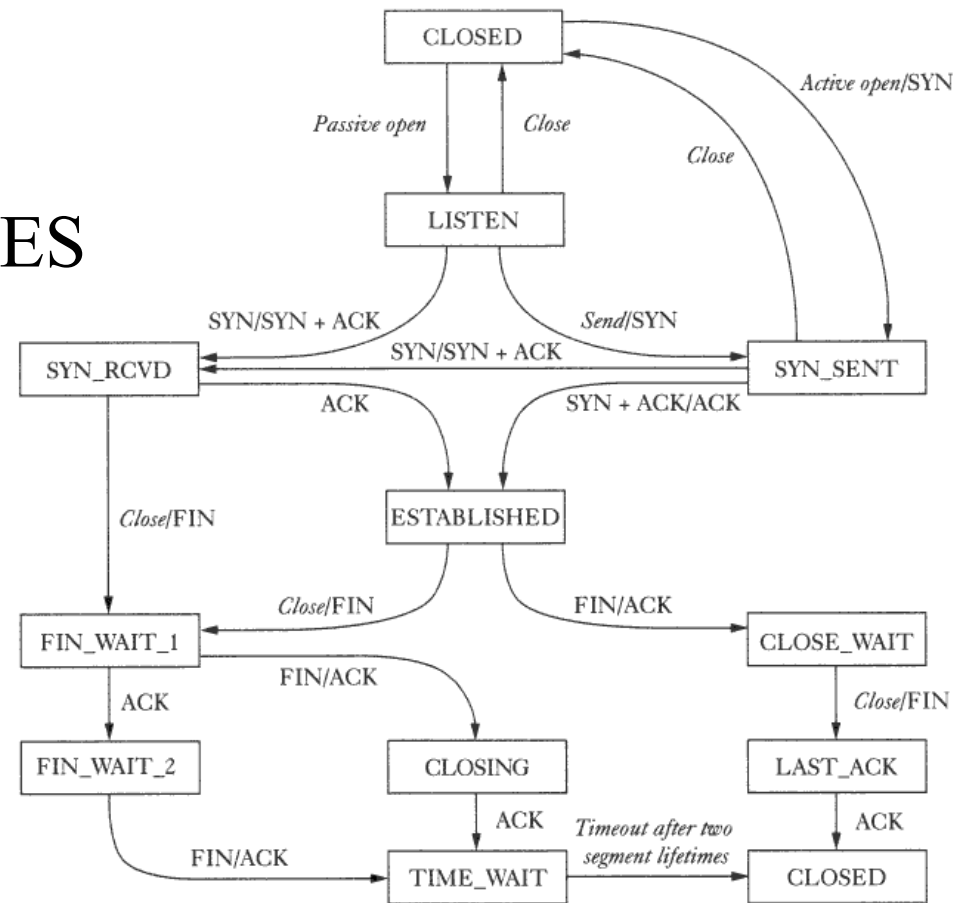 CLOSED
Active open/SYN
Passive open
Close
Close
LISTEN
ES
SYN/SYN + ACK
Send/SYN
SYN/SYN + ACK
SYN_RCVD
SYN_SENT
ACK
SYN + ACK/ACK
ESTABLISHED
Close/FIN
Close/FIN
FIN/ACK
FIN_WAIT_1
CLOSE_WAIT
FIN/ACK
ACK
Close/FIN
FIN_WAIT_2
CLOSING
LAST_ACK
ACK
Timeout after two
segment lifetimes
ACK
FIN/ACK
TIME_WAIT
CLOSED